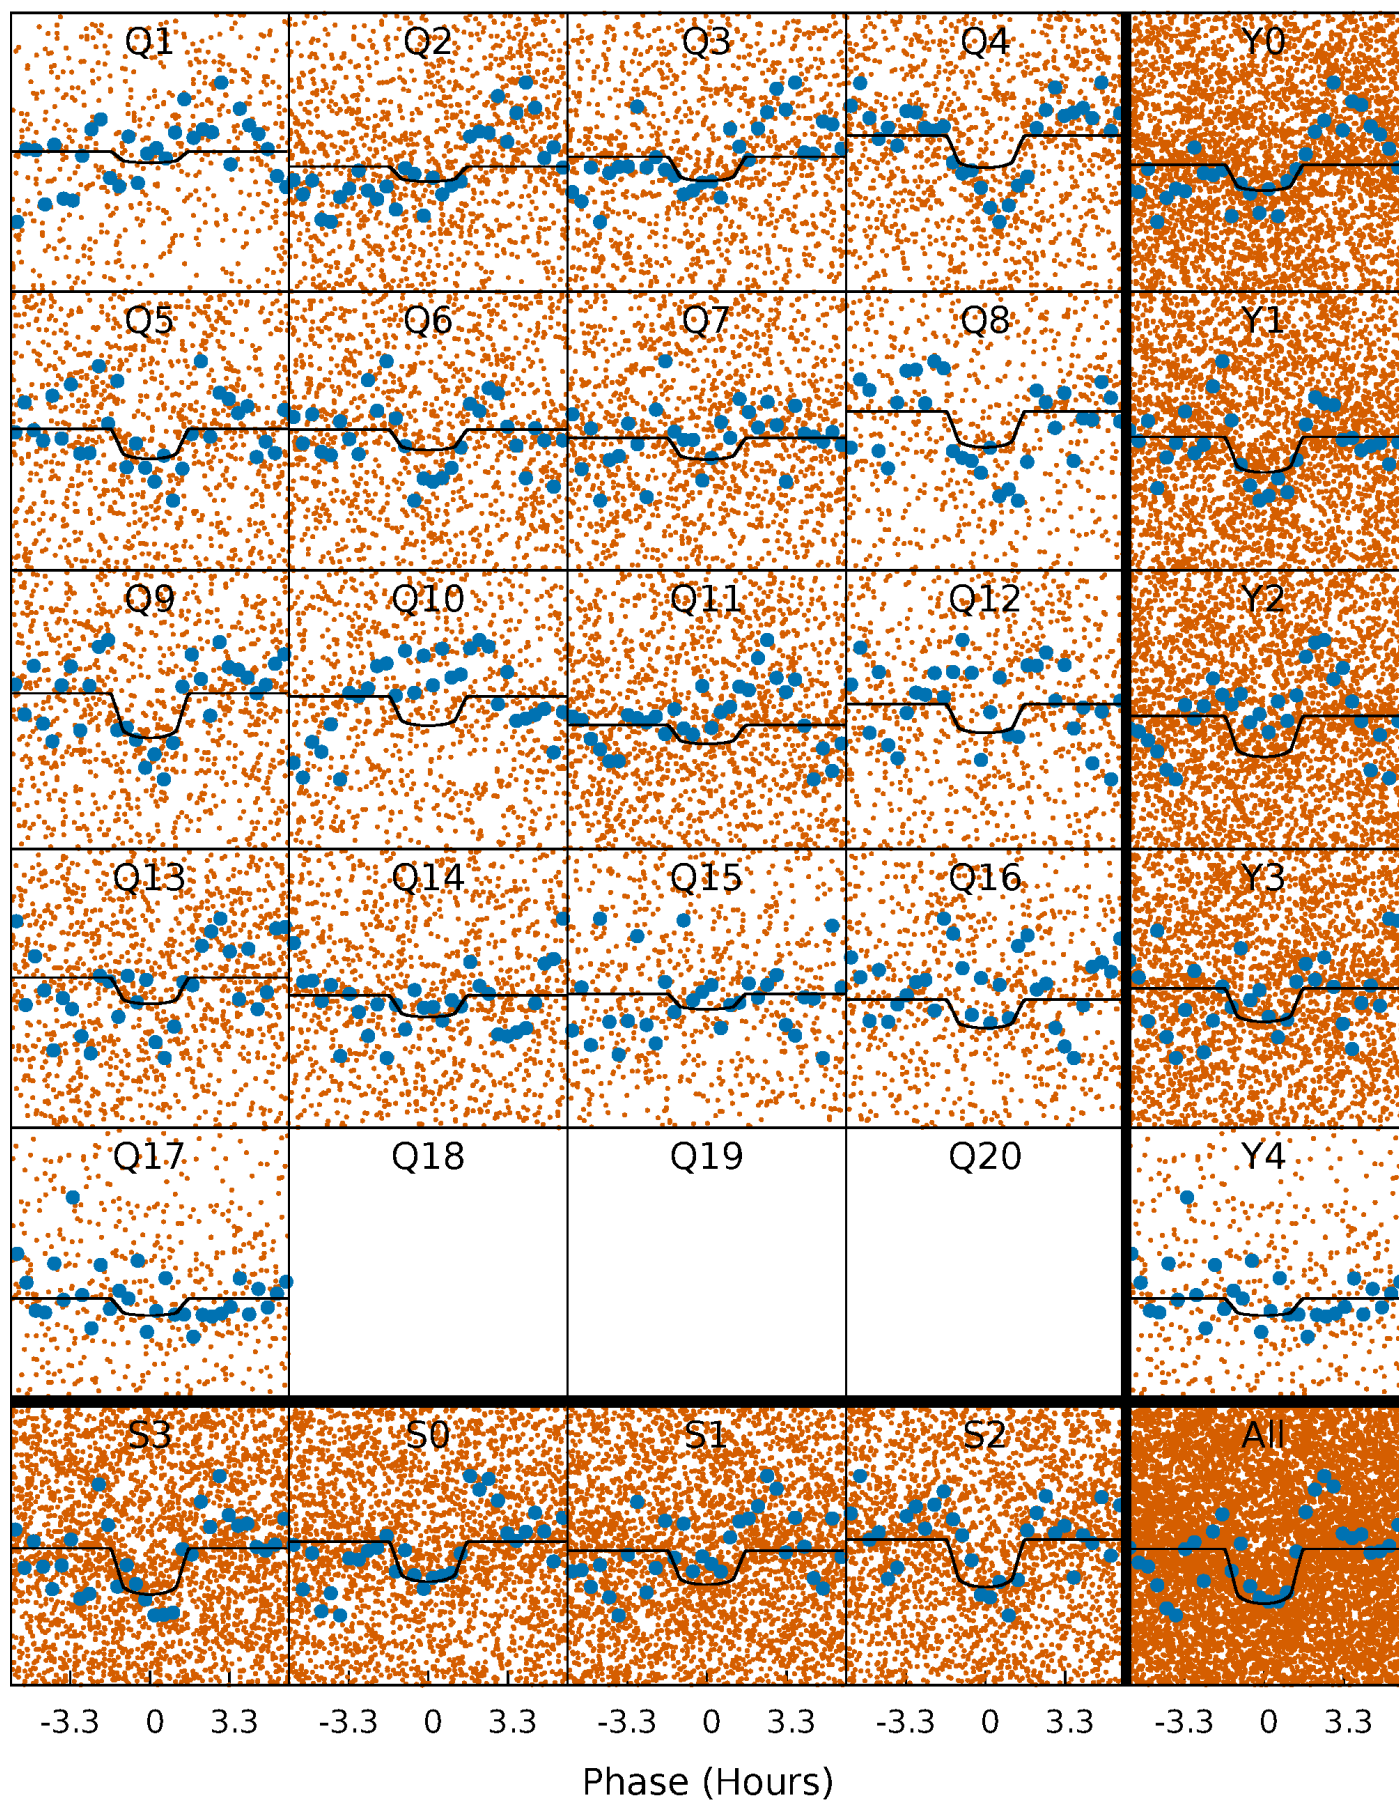 Q1 Q2 Q3 Q4 Y0
Q5 Q6 Q7 Q8 Y1
Q9 Q10 Q11 Q12 Y2
Q13 Q14 Q15 Q16 Y3
Q17 Q18 Q19 Q20 Y4
S3 S0 S1 S2 All
-3.3 0 3.3 -3.3 0 3.3 -3.3 0 3.3 -3.3 0 3.3 -3.3 0 3.3
Phase (Hours)